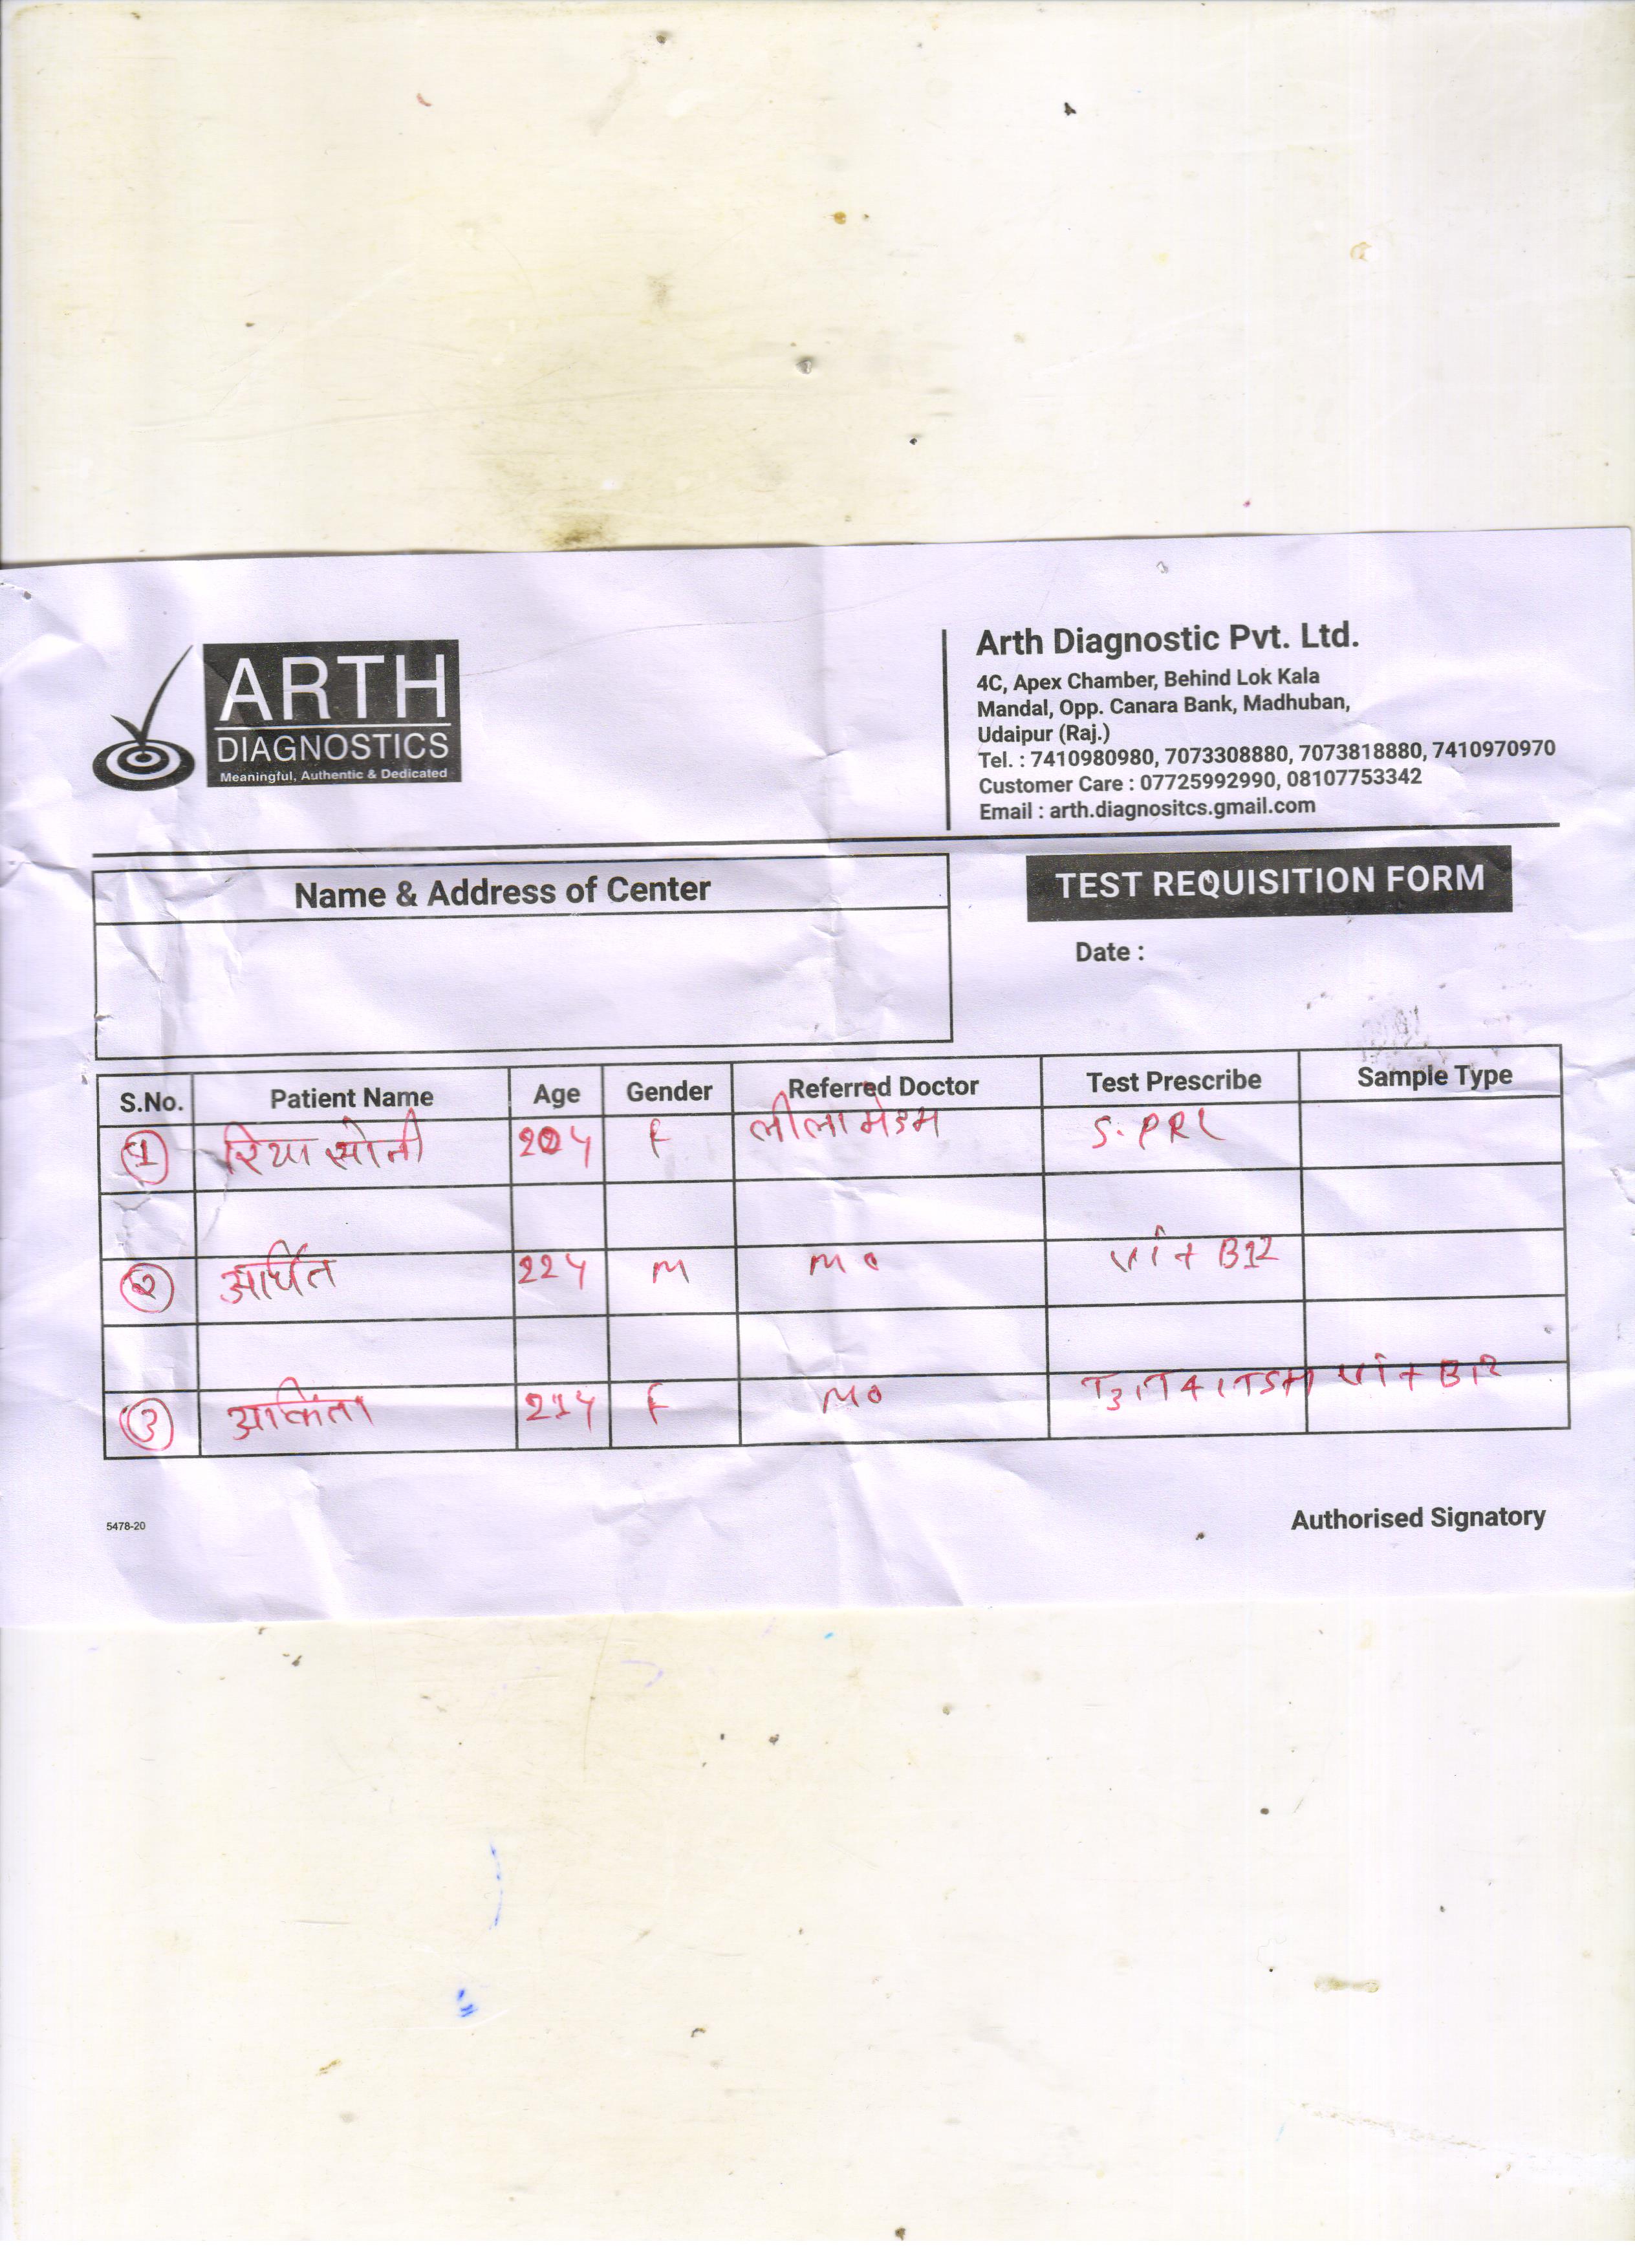 ARTH
DIAGNOSTICS
Meaningful, Authentic & Dedicated
Arth Diagnostic Pvt. Ltd.
4C, Apex Chamber, Behind Lok Kala
Mandal, Opp. Canara Bank, Madhuban,
Udaipur (Raj.)
Tel. : 7410980980, 7073308880, 7073818880, 7410970970
Customer Care : 07725992990, 08107753342
Email : arth.diagnositcs.gmail.com
Name & Address of Center
TEST REQUISITION FORM
Date :
S.No. Patient Name Age Gender Referred Doctor Test Prescribe Sample Type
1 रिया सोनी 20y F लीला मेडम S. PRL
2 22y M Mo Vit B12
3 अंकिता 21y F Mo T3, T4, TSH Vit B12
5478-20
Authorised Signatory